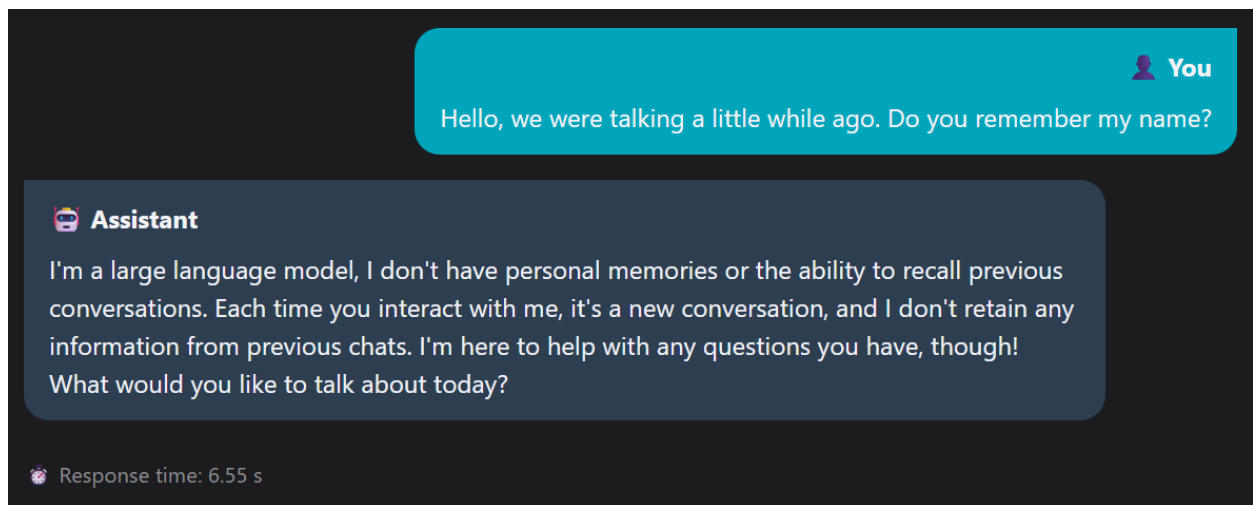 You
Hello, we were talking a little while ago. Do you remember my name?
Assistant
I'm a large language model, I don't have personal memories or the ability to recall previous
conversations. Each time you interact with me, it's a new conversation, and I don't retain any
information from previous chats. I'm here to help with any questions you have, though!
What would you like to talk about today?
Response time: 6.55 s